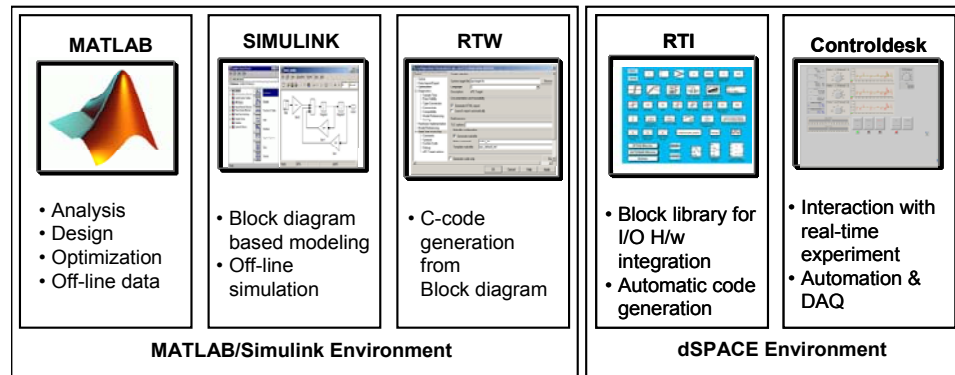 MATLAB
• Analysis
• Design
• Optimization
• Off-line data
SIMULINK
• Block diagram
based modeling
• Off-line
simulation
RTW
• C-code
generation
from
Block diagram
MATLAB/Simulink Environment
RTI
• Block library for
I/O H/w
integration
• Automatic code
generation
Controldesk
• Interaction with
real-time
experiment
• Automation &
DAQ
dSPACE Environment